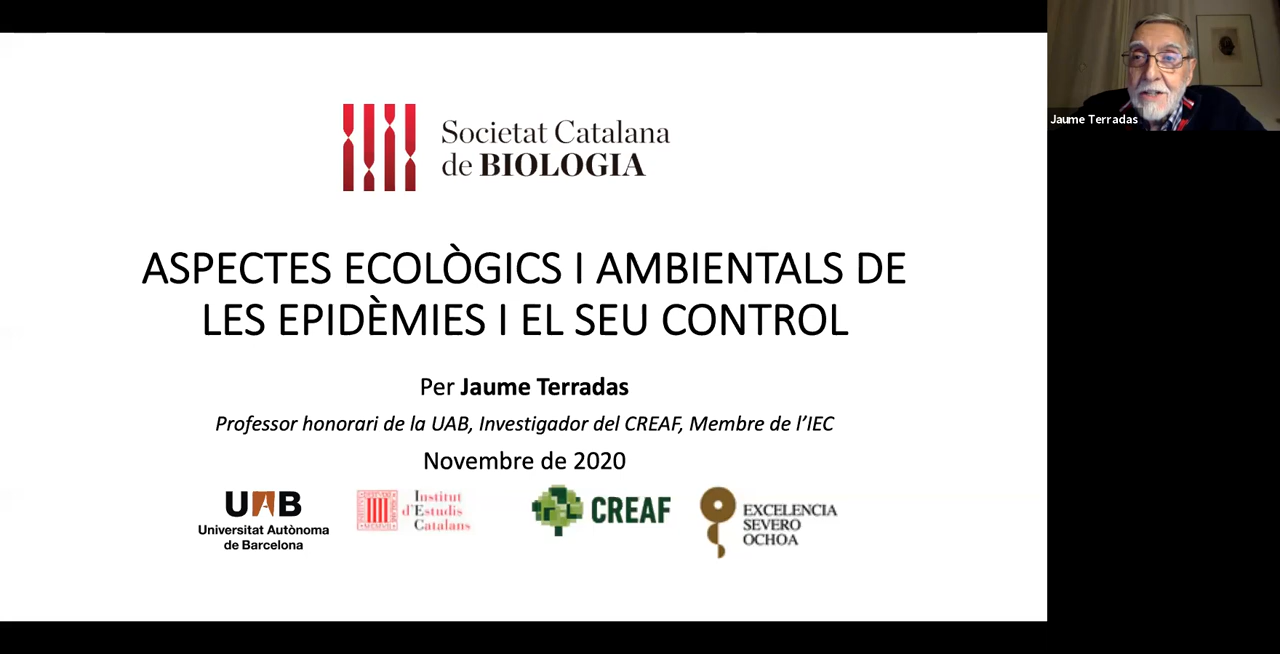 Societat Catalana
de BIOLOGIA
ASPECTES ECOLÒGICS I AMBIENTALS DE
LES EPIDÈMIES I EL SEU CONTROL
Per Jaume Terradas
Professor honorari de la UAB, Investigador del CREAF, Membre de l’IEC
Novembre de 2020
UAB
Universitat Autònoma
de Barcelona
Institut
d'Estudis
Catalans
CREAF
EXCELENCIA
SEVERO
OCHOA
Jaume Terradas